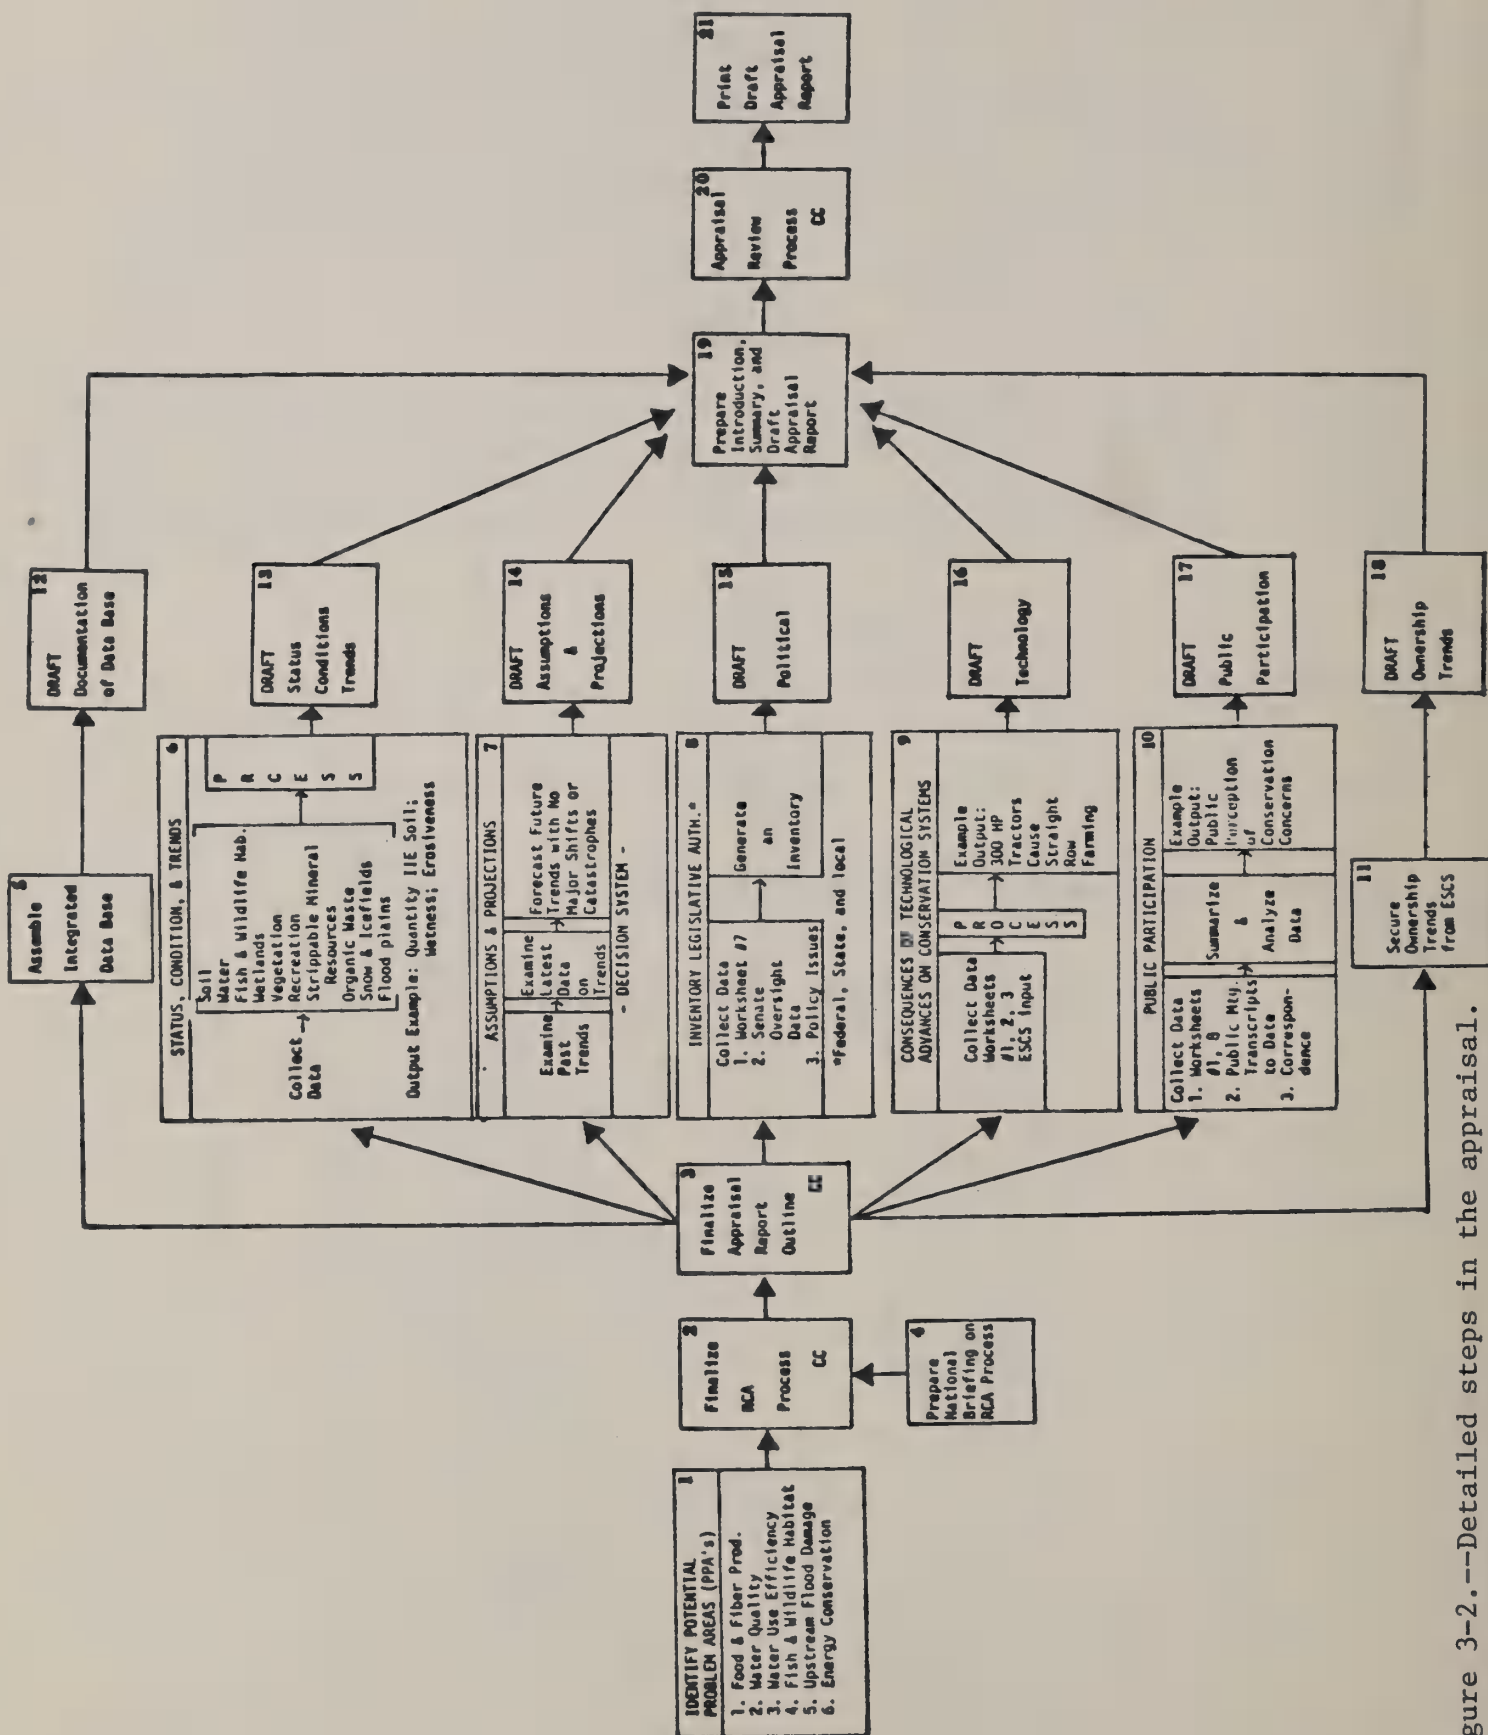 1
IDENTIFY POTENTIAL
PROBLEM AREAS (PPA's)
1. Food & Fiber Prod.
2. Water Quality
3. Water Use Efficiency
4. Fish & Wildlife Habitat
5. Upstream Flood Damage
6. Energy Conservation
2
Finalize
RCA
Process
CC
4
Prepare
National
Briefing on
RCA Process
3
Finalize
Appraisal
Report
Outline
CC
5
Assemble
Integrated
Data Base
STATUS, CONDITION, & TRENDS 6
Collect
Data
Soil
Water
Fish & Wildlife Hab.
Wetlands
Vegetation
Recreation
Strippable Mineral
Resources
Organic Waste
Snow & Icefields
Flood plains
P
R
C
E
S
S
Output Example: Quantity IIE Soil;
Wetness; Erosiveness
ASSUMPTIONS & PROJECTIONS 7
Examine
Past
Trends
Examine
Latest
Data
on
Trends
Forecast Future
Trends with No
Major Shifts or
Catastrophes
- DECISION SYSTEM -
INVENTORY LEGISLATIVE AUTH.* 8
Collect Data
1. Worksheet #7
2. Senate
Oversight
Data
3. Policy Issues
Generate
an
Inventory
*Federal, State, and local
9
CONSEQUENCES OF TECHNOLOGICAL
ADVANCES ON CONSERVATION SYSTEMS
Collect Data
Worksheets
#1, 2, 3
ESCS input
P
R
O
C
E
S
S
Example
Output:
300 HP
Tractors
Cause
Straight
Row
Farming
PUBLIC PARTICIPATION 10
Collect Data
1. Worksheets
#1, 8
2. Public Mtg.
Transcripts
to Date
3. Correspon-
dence
Summarize
&
Analyze
Data
Example
Output:
Public
Perception
of
Conservation
Concerns
11
Secure
Ownership
Trends
from ESCS
12
DRAFT
Documentation
of Data Base
13
DRAFT
Status
Conditions
Trends
14
DRAFT
Assumptions
&
Projections
15
DRAFT
Political
16
DRAFT
Technology
17
DRAFT
Public
Participation
18
DRAFT
Ownership
Trends
19
Prepare
Introduction,
Summary, and
Draft
Appraisal
Report
20
Appraisal
Review
Process
CC
21
Print
Draft
Appraisal
Report
gure 3-2.--Detailed steps in the appraisal.